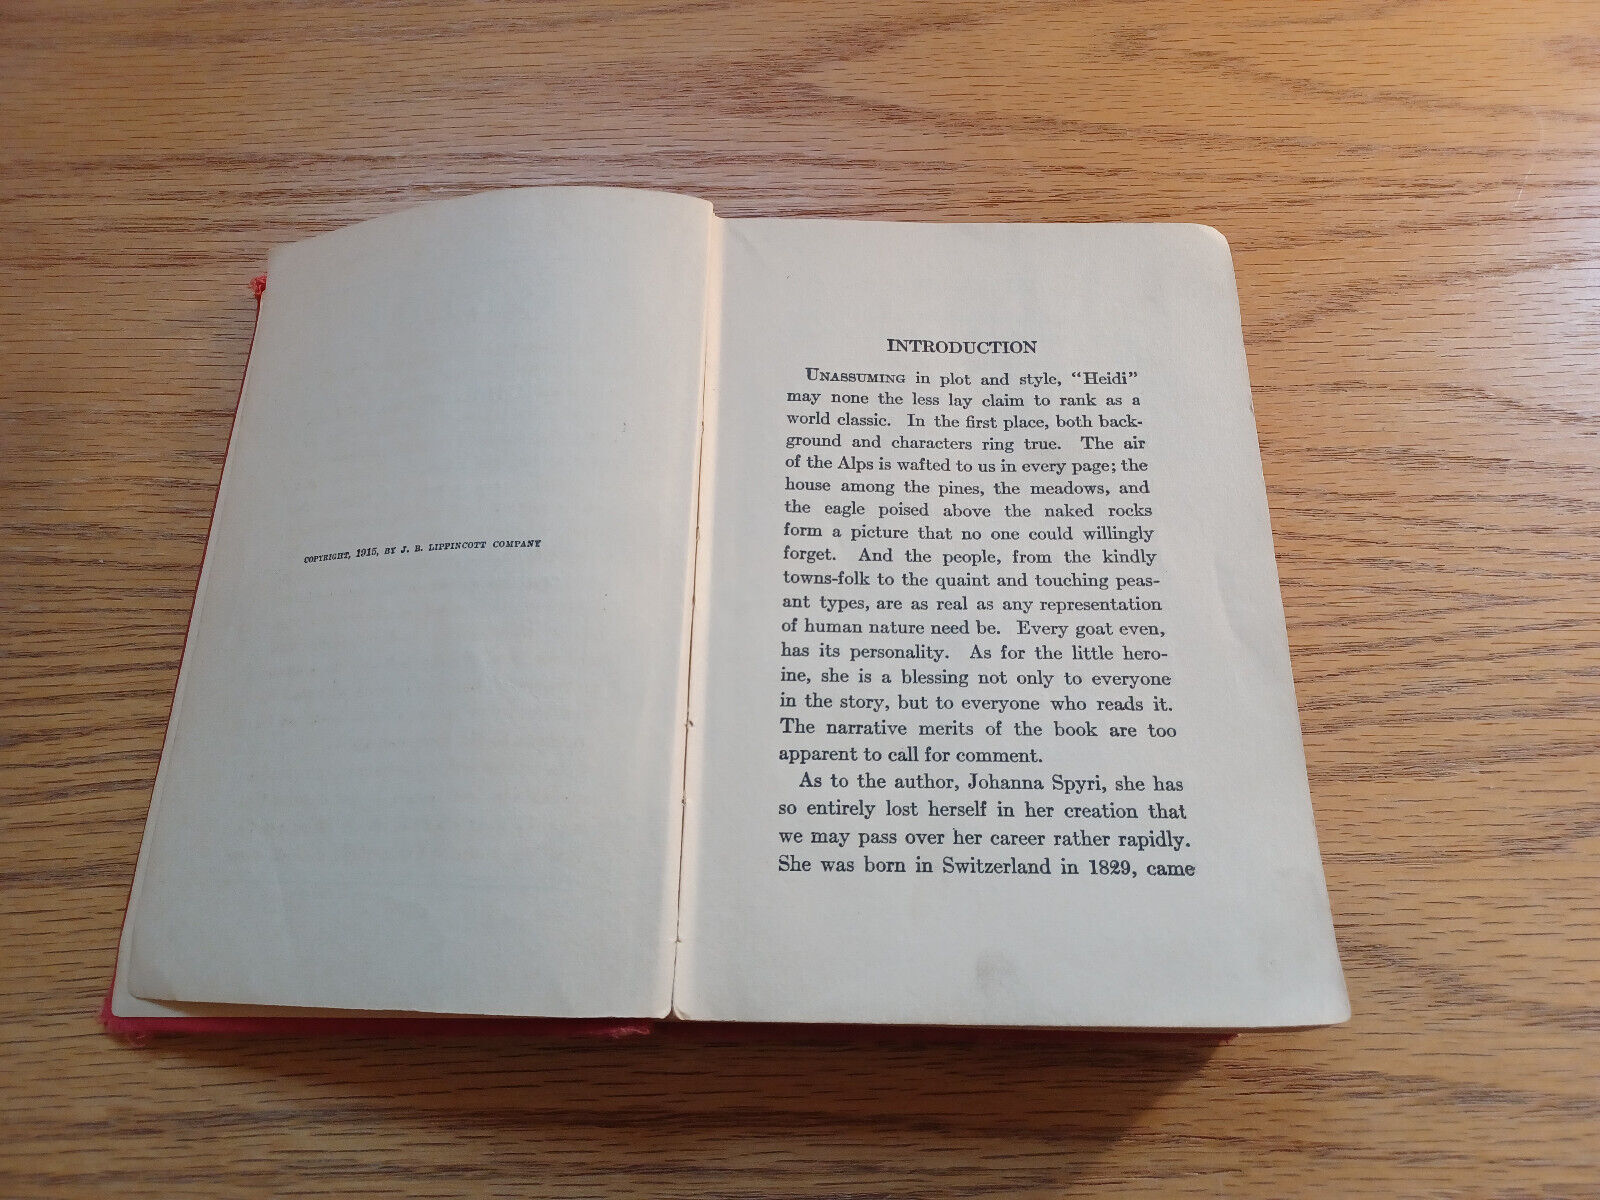 COPYRIGHT, 1915, BY J. B. LIPPINCOTT COMPANY
INTRODUCTION
UNASSUMING in plot and style, "Heidi"
may none the less lay claim to rank as a
world classic. In the first place, both back-
ground and characters ring true. The air
of the Alps is wafted to us in every page; the
house among the pines, the meadows, and
the eagle poised above the naked rocks
form a picture that no one could willingly
forget. And the people, from the kindly
towns-folk to the quaint and touching peas-
ant types, are as real as any representation
of human nature need be. Every goat even,
has its personality. As for the little hero-
ine, she is a blessing not only to everyone
in the story, but to everyone who reads it.
The narrative merits of the book are too
apparent to call for comment.
As to the author, Johanna Spyri, she has
so entirely lost herself in her creation that
we may pass over her career rather rapidly.
She was born in Switzerland in 1829, came